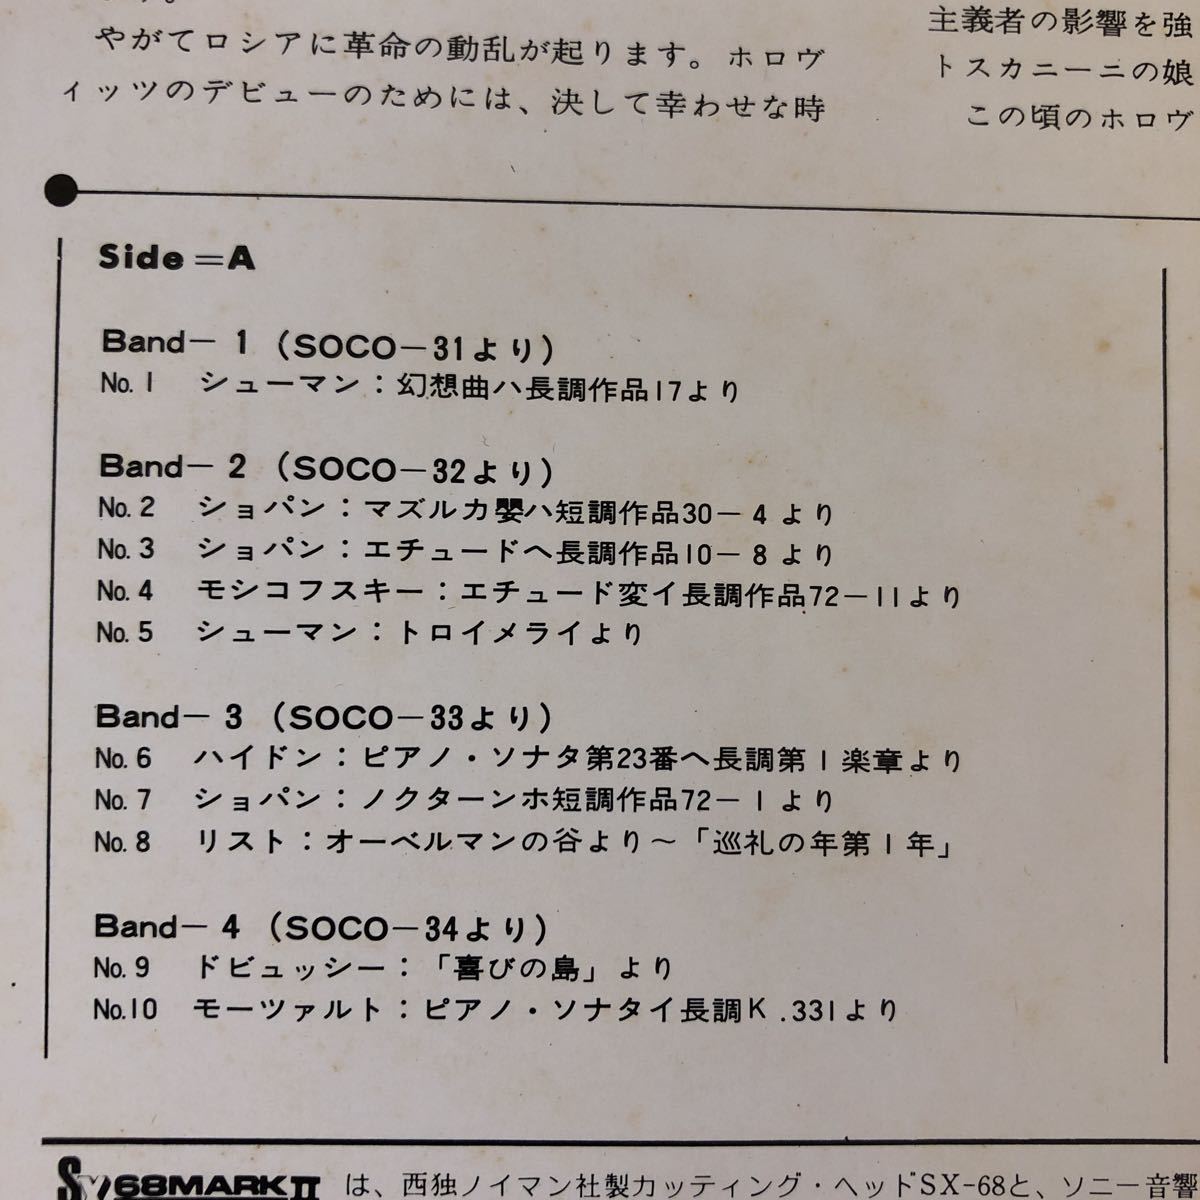 やがてロシアに革命の動乱が起ります。ホロヴ
ィッツのデビューのためには、決して幸わせな時
主義者の影響を強
トスカニーニの娘
この頃のホロヴ
Side＝A
Band－1（SOCO－31より）
No.1 シューマン：幻想曲ハ長調作品17より
Band－2（SOCO－32より）
No.2 ショパン：マズルカ嬰ハ短調作品30－4より
No.3 ショパン：エチュードヘ長調作品10－8より
No.4 モシコフスキー：エチュード変イ長調作品72－11より
No.5 シューマン：トロイメライより
Band－3（SOCO－33より）
No.6 ハイドン：ピアノ・ソナタ第23番ヘ長調第1楽章より
No.7 ショパン：ノクターンホ短調作品72－1より
No.8 リスト：オーベルマンの谷より～「巡礼の年第1年」
Band－4（SOCO－34より）
No.9 ドビュッシー：「喜びの島」より
No.10 モーツァルト：ピアノ・ソナタイ長調K.331より
SX68MARKII は、西独ノイマン社製カッティング・ヘッドSX-68と、ソニー音響